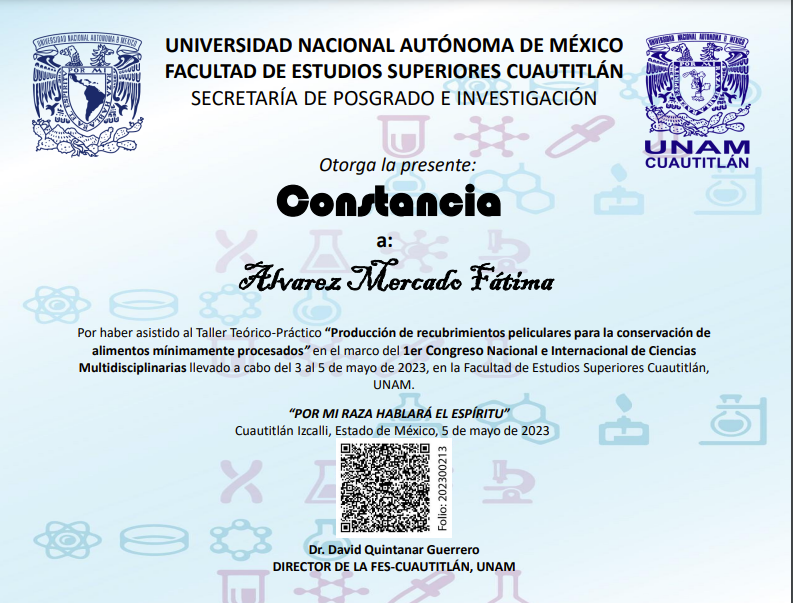 UNIVERSIDAD NACIONAL AUTÓNOMA DE MÉXICO
FACULTAD DE ESTUDIOS SUPERIORES CUAUTITLÁN
SECRETARÍA DE POSGRADO E INVESTIGACIÓN
UNAM
CUAUTITLÁN
Otorga la presente:
Constancia
a:
Álvarez Mercado Fátima
Por haber asistido al Taller Teórico-Práctico “Producción de recubrimientos peliculares para la conservación de
alimentos mínimamente procesados” en el marco del 1er Congreso Nacional e Internacional de Ciencias
Multidisciplinarias llevado a cabo del 3 al 5 de mayo de 2023, en la Facultad de Estudios Superiores Cuautitlán,
UNAM.
“POR MI RAZA HABLARÁ EL ESPÍRITU”
Cuautitlán Izcalli, Estado de México, 5 de mayo de 2023
Folio: 202300213
Dr. David Quintanar Guerrero
DIRECTOR DE LA FES-CUAUTITLÁN, UNAM